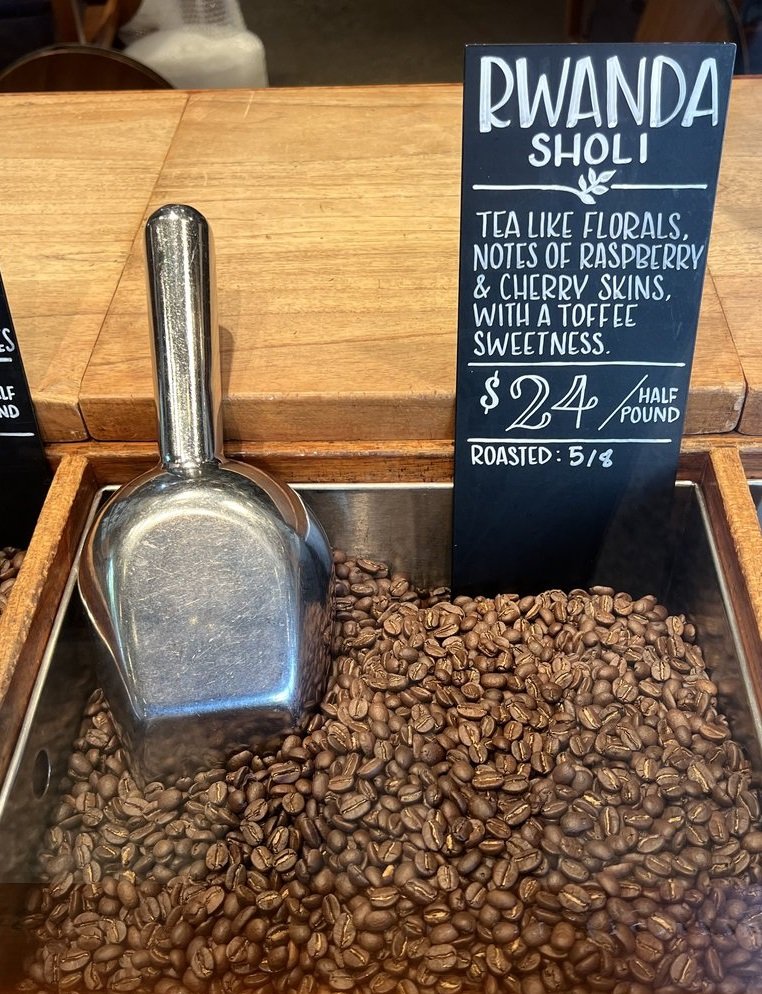 RWANDA
SHOLI
TEA LIKE FLORALS,
NOTES OF RASPBERRY
& CHERRY SKINS,
WITH A TOFFEE
SWEETNESS.
$24/HALF
POUND
ROASTED: 5/8